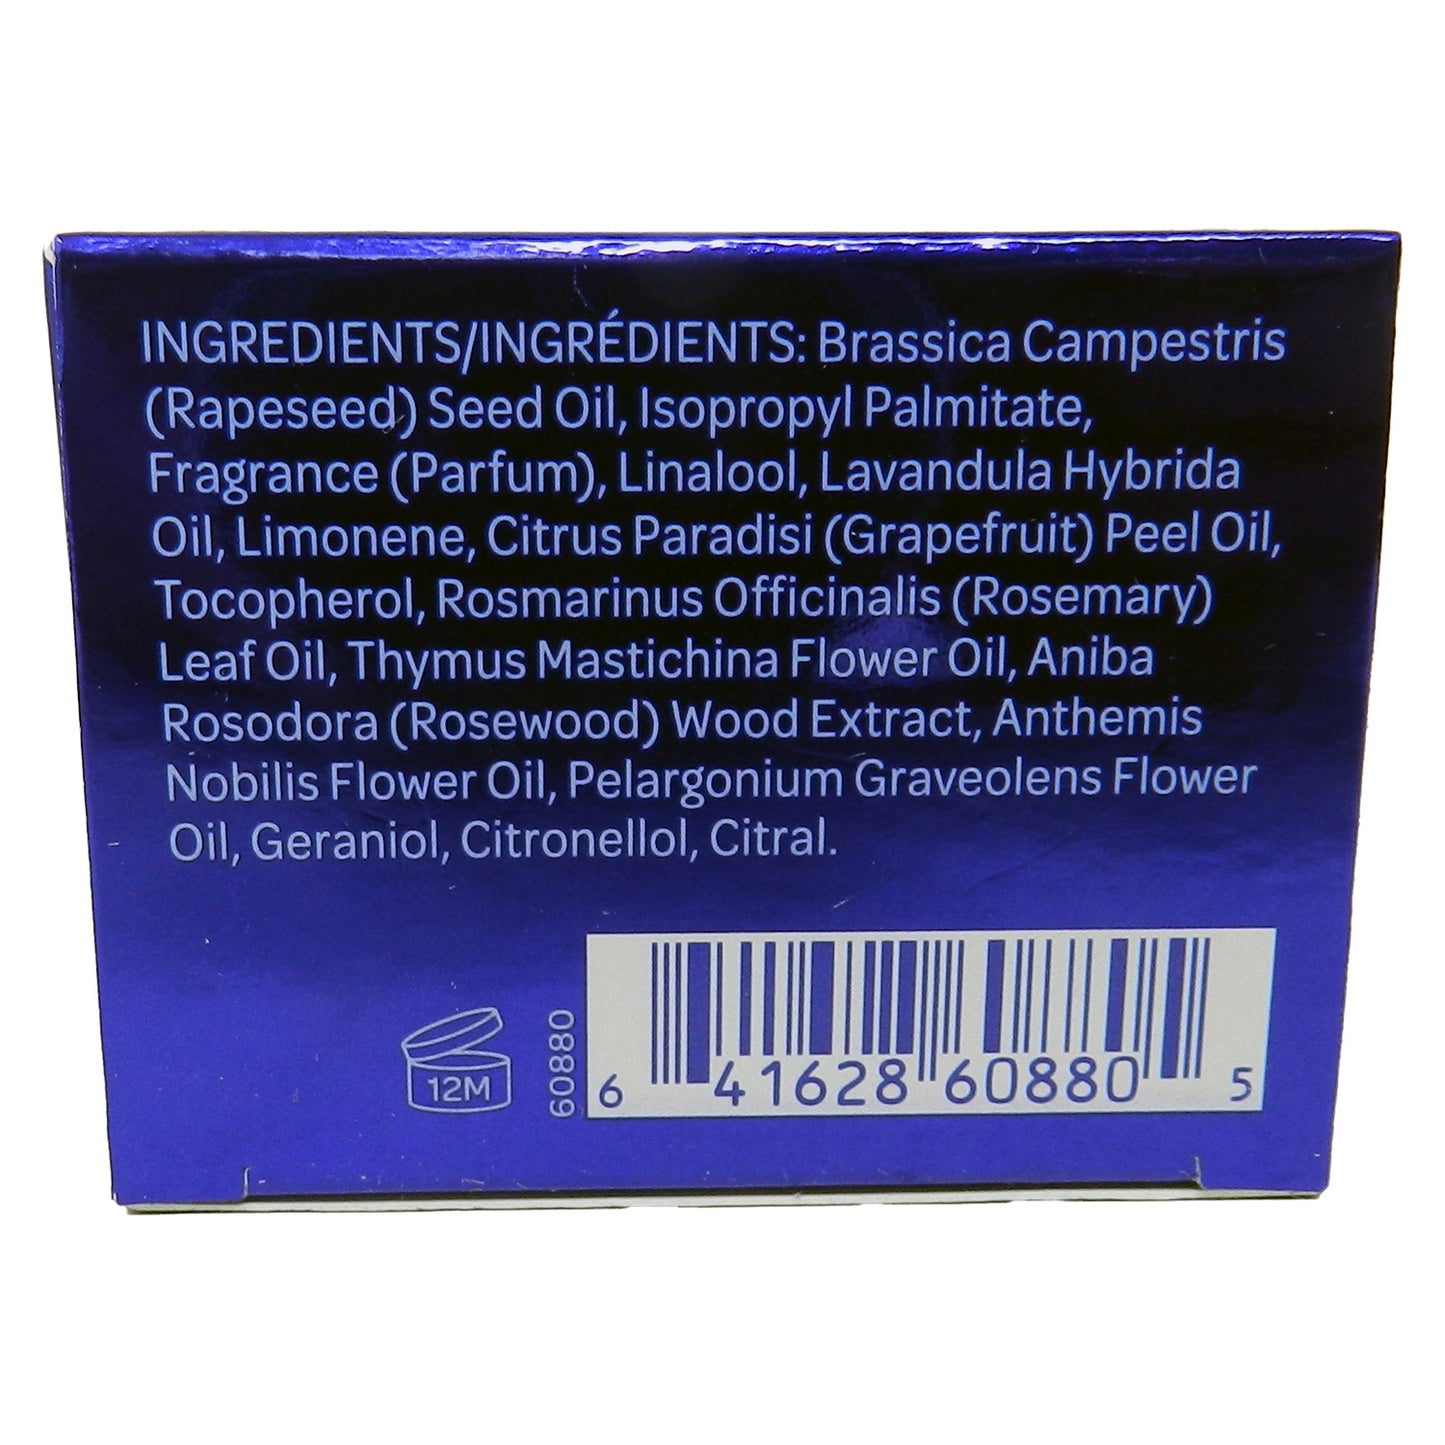 INGREDIENTS/INGRÉDIENTS: Brassica Campestris
(Rapeseed) Seed Oil, Isopropyl Palmitate,
Fragrance (Parfum), Linalool, Lavandula Hybrida
Oil, Limonene, Citrus Paradisi (Grapefruit) Peel Oil,
Tocopherol, Rosmarinus Officinalis (Rosemary)
Leaf Oil, Thymus Mastichina Flower Oil, Aniba
Rosodora (Rosewood) Wood Extract, Anthemis
Nobilis Flower Oil, Pelargonium Graveolens Flower
Oil, Geraniol, Citronellol, Citral.
12M
60880
6 41628 60880 5